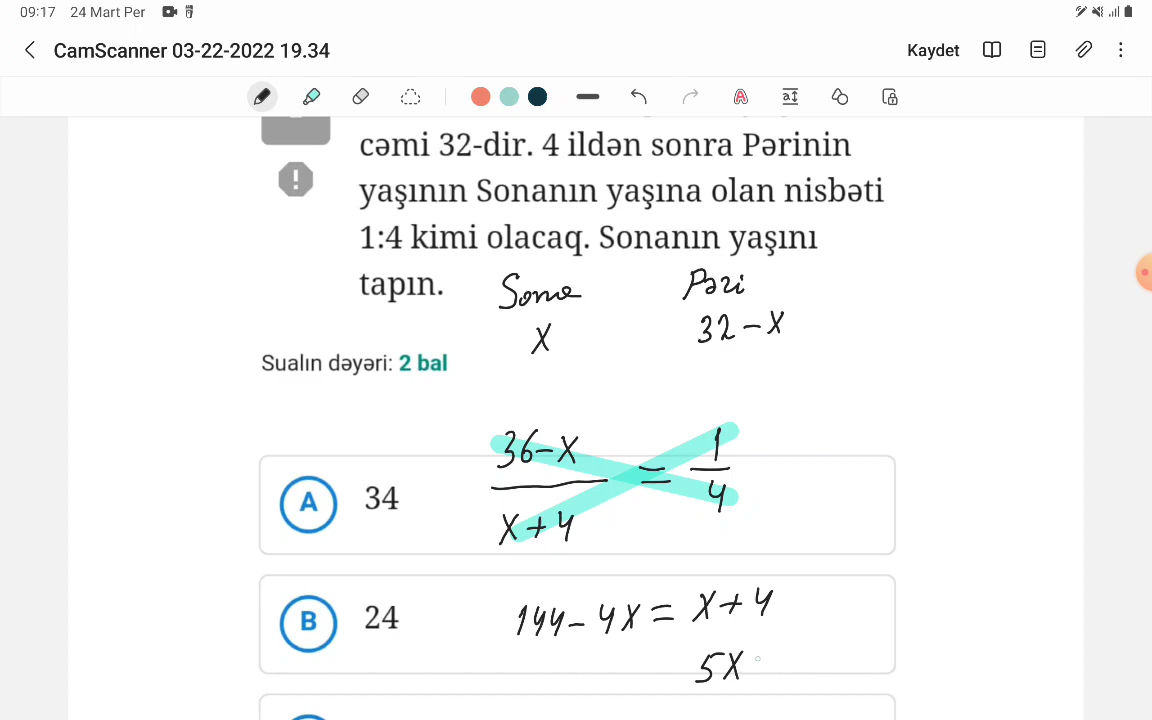 09:17 24 Mart Per
CamScanner 03-22-2022 19.34
Kaydet
cəmi 32-dir. 4 ildən sonra Pərinin
yaşının Sonanın yaşına olan nisbəti
1:4 kimi olacaq. Sonanın yaşını
tapın.
Sona Pəri
x 32-x
Sualın dəyəri: 2 bal
36-x / x+4 = 1/4
A 34
B 24
144-4x = x+4
5x